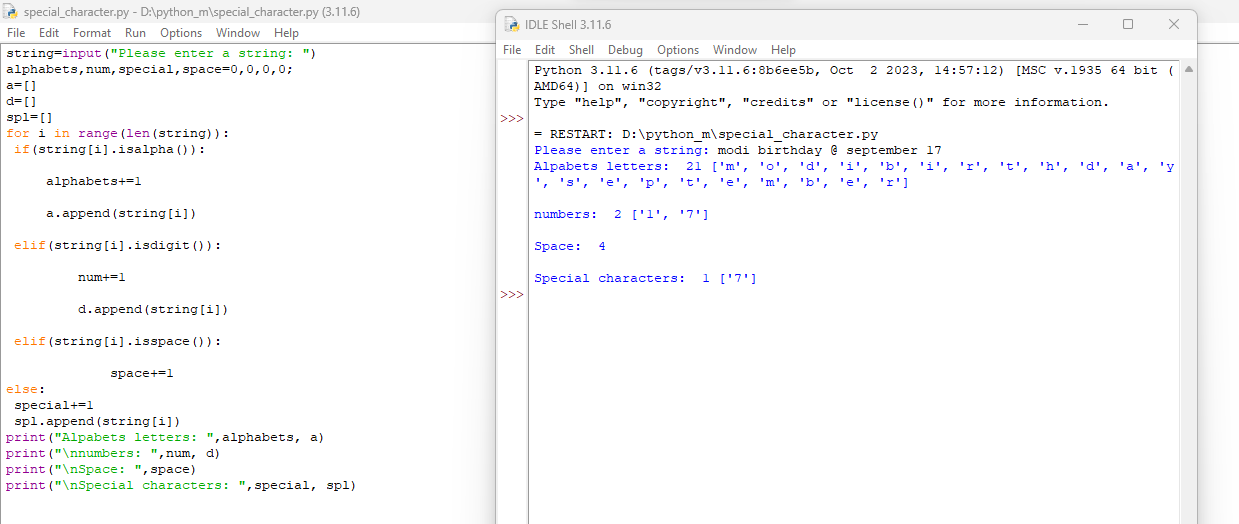 special_character.py - D:\python_m\special_character.py (3.11.6)
File Edit Format Run Options Window Help
string=input("Please enter a string: ")
alphabets,num,special,space=0,0,0,0;
a=[]
d=[]
spl=[]
for i in range(len(string)):
 if(string[i].isalpha()):
     alphabets+=1
     a.append(string[i])
 elif(string[i].isdigit()):
         num+=1
         d.append(string[i])
 elif(string[i].isspace()):
             space+=1
else:
 special+=1
 spl.append(string[i])
print("Alpabets letters: ",alphabets, a)
print("\nnumbers: ",num, d)
print("\nSpace: ",space)
print("\nSpecial characters: ",special, spl)
IDLE Shell 3.11.6
File Edit Shell Debug Options Window Help
Python 3.11.6 (tags/v3.11.6:8b6ee5b, Oct  2 2023, 14:57:12) [MSC v.1935 64 bit (
AMD64)] on win32
Type "help", "copyright", "credits" or "license()" for more information.
>>>
= RESTART: D:\python_m\special_character.py
Please enter a string: modi birthday @ september 17
Alpabets letters:  21 ['m', 'o', 'd', 'i', 'b', 'i', 'r', 't', 'h', 'd', 'a', 'y
', 's', 'e', 'p', 't', 'e', 'm', 'b', 'e', 'r']
numbers:  2 ['1', '7']
Space:  4
Special characters:  1 ['7']
>>>